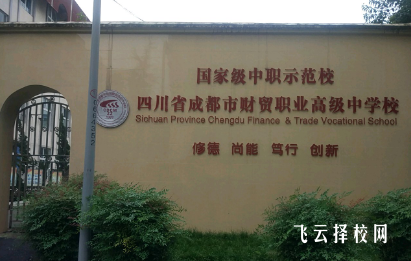 国家级中职示范校
四川省成都市财贸职业高级中学校
Sichuan Province Changdu Finance & Trade Vocational School
修德 尚能 笃行 创新
飞云择校网